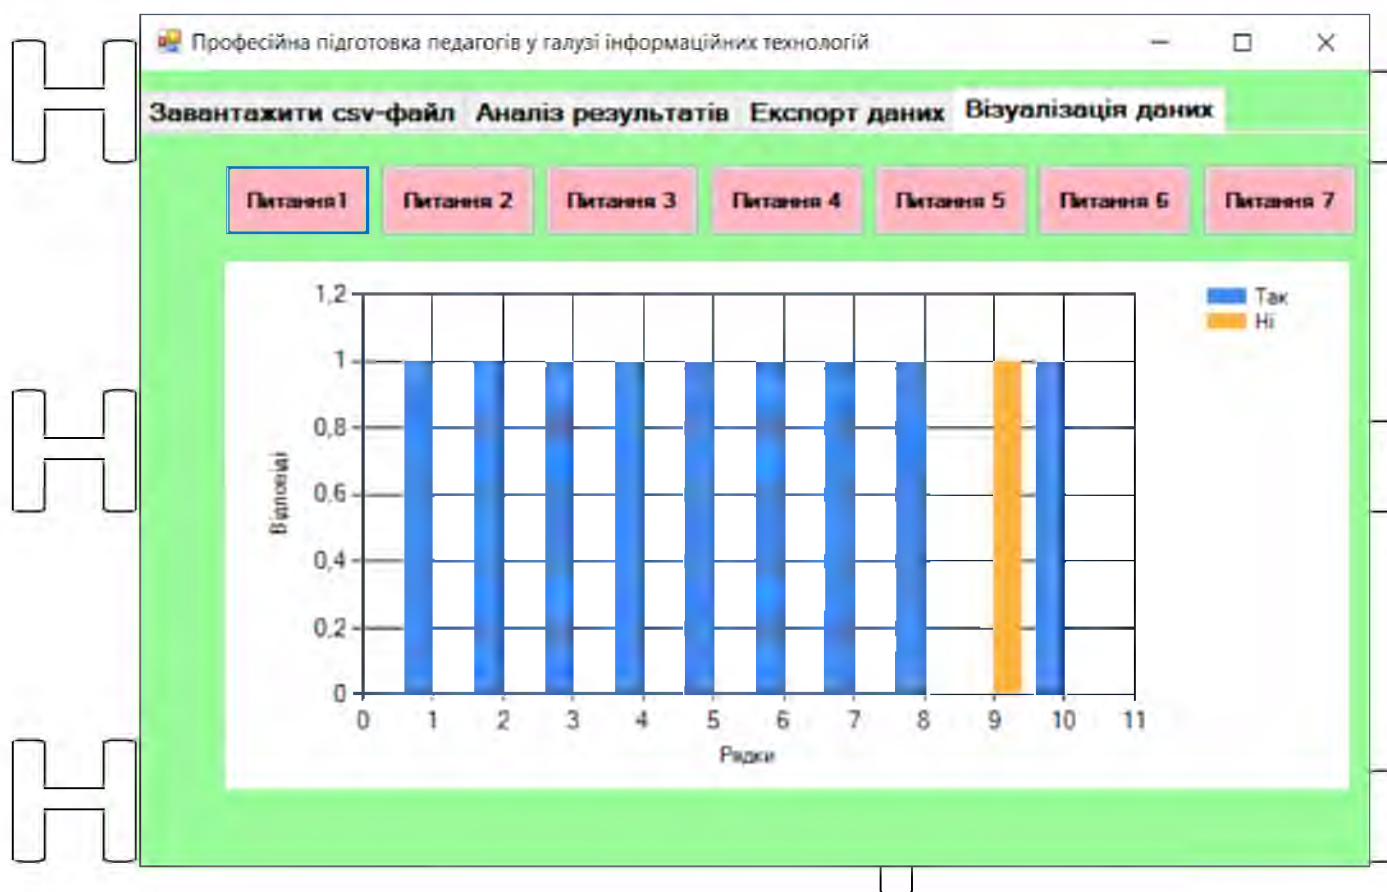 Професійна підготовка педагогів у галузі інформаційних технологій
Завантажити csv-файл Аналіз результатів Експорт даних Візуалізація даних
Питання1 Питання 2 Питання 3 Питання 4 Питання 5 Питання 6 Питання 7
1,2
1
0,8
0,6
0,4
0,2
0
Відповіді
0 1 2 3 4 5 6 7 8 9 10 11
Рядки
Так
Ні